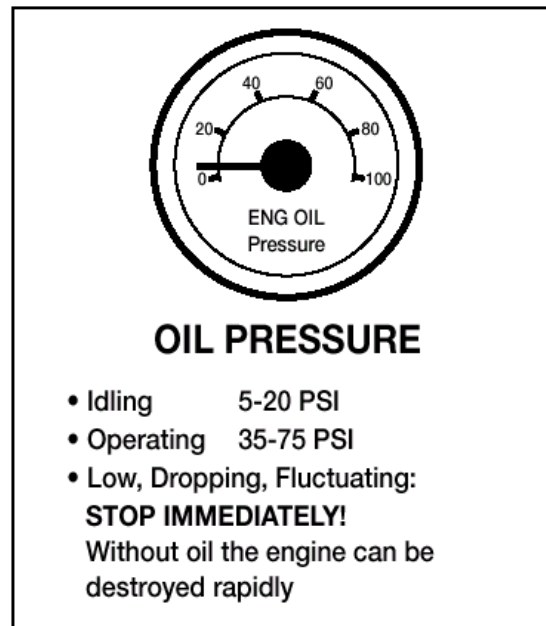 40 60
20 80
0 100
ENG OIL
Pressure
OIL PRESSURE
• Idling 5-20 PSI
• Operating 35-75 PSI
• Low, Dropping, Fluctuating:
STOP IMMEDIATELY!
Without oil the engine can be
destroyed rapidly